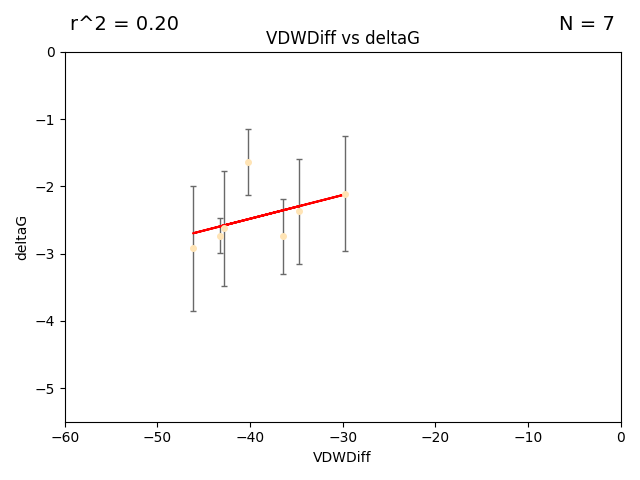 r^2 = 0.20
N = 7
VDWDiff vs deltaG
0
−1
−2
−3
−4
−5
deltaG
−60 −50 −40 −30 −20 −10 0
VDWDiff